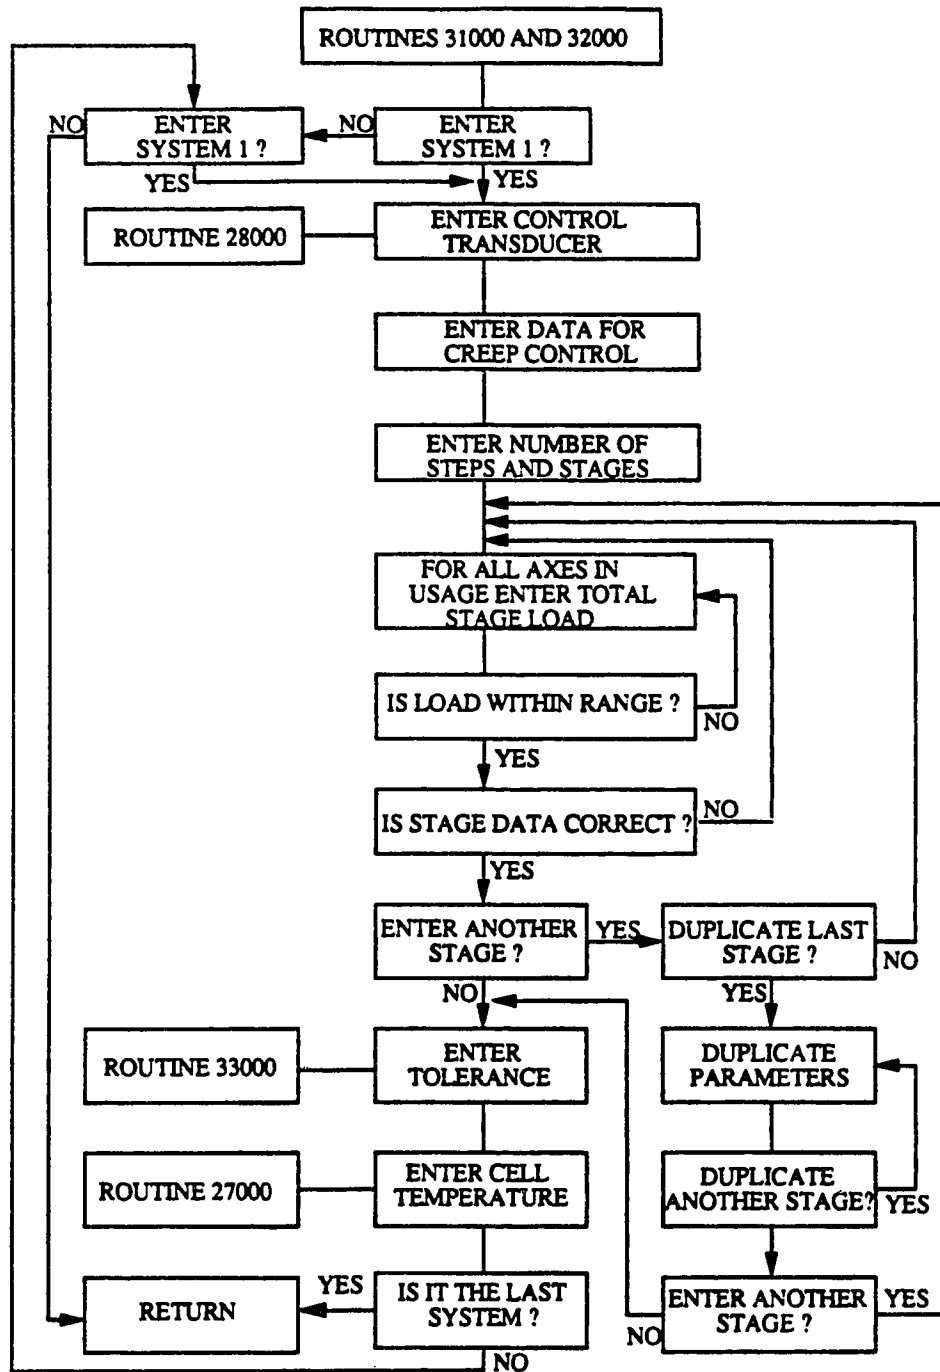 ROUTINES 31000 AND 32000
NO
ENTER
SYSTEM 1 ?
NO
ENTER
SYSTEM 1 ?
YES
YES
ROUTINE 28000
ENTER CONTROL
TRANSDUCER
ENTER DATA FOR
CREEP CONTROL
ENTER NUMBER OF
STEPS AND STAGES
FOR ALL AXES IN
USAGE ENTER TOTAL
STAGE LOAD
IS LOAD WITHIN RANGE ?
NO
YES
IS STAGE DATA CORRECT ?
NO
YES
ENTER ANOTHER
STAGE ?
YES
DUPLICATE LAST
STAGE ?
NO
NO
YES
ROUTINE 33000
ENTER
TOLERANCE
DUPLICATE
PARAMETERS
ROUTINE 27000
ENTER CELL
TEMPERATURE
DUPLICATE
ANOTHER STAGE?
YES
RETURN
YES
IS IT THE LAST
SYSTEM ?
NO
ENTER ANOTHER
STAGE ?
YES
NO